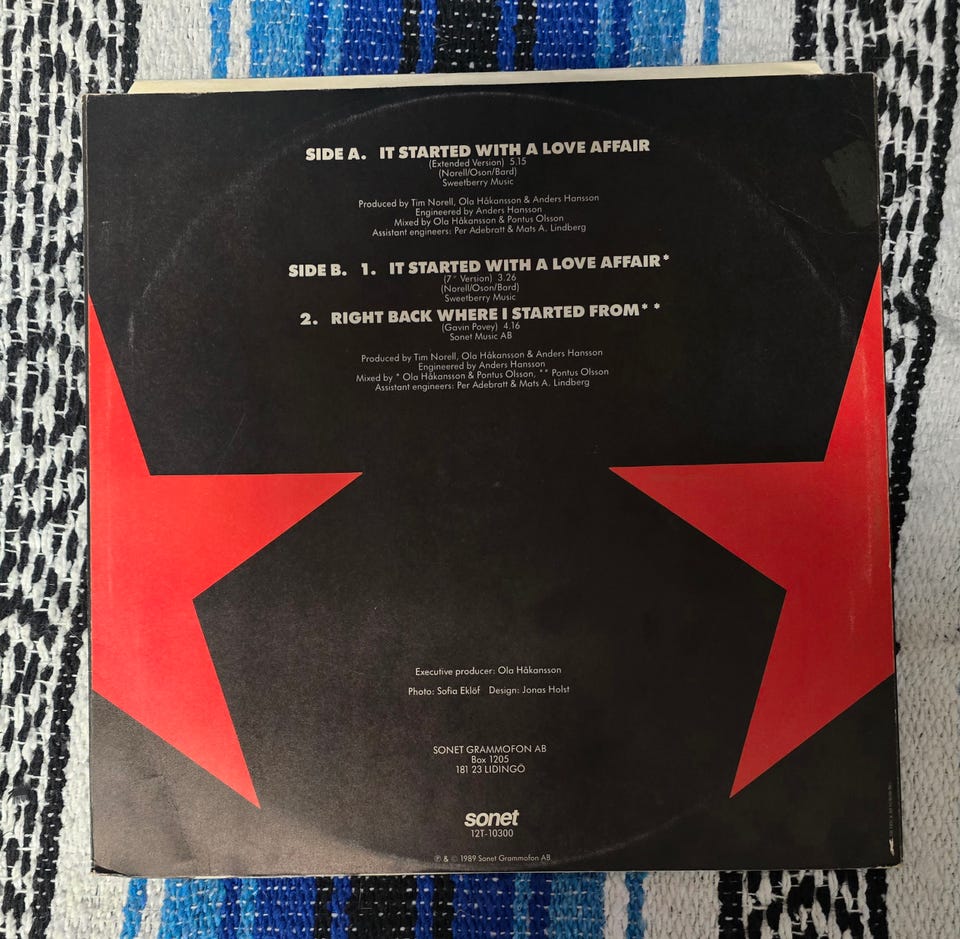 SIDE A. IT STARTED WITH A LOVE AFFAIR
(Extended Version) 5.15
(Norell/Oson/Bard)
Sweetberry Music
Produced by Tim Norell, Ola Håkansson & Anders Hansson
Engineered by Anders Hansson
Mixed by Ola Håkansson & Pontus Olsson
Assistant engineers: Per Adebratt & Mats A. Lindberg
SIDE B. 1. IT STARTED WITH A LOVE AFFAIR*
(7" Version) 3.26
(Norell/Oson/Bard)
Sweetberry Music
2. RIGHT BACK WHERE I STARTED FROM**
(Gavin Povey) 4.16
Sonet Music AB
Produced by Tim Norell, Ola Håkansson & Anders Hansson
Engineered by Anders Hansson
Mixed by * Ola Håkansson & Pontus Olsson, ** Pontus Olsson
Assistant engineers: Per Adebratt & Mats A. Lindberg
Executive producer: Ola Håkansson
Photo: Sofia Eklöf Design: Jonas Holst
SONET GRAMMOFON AB
Box 1205
181 23 LIDINGÖ
sonet
12T-10300
℗ & © 1989 Sonet Grammofon AB